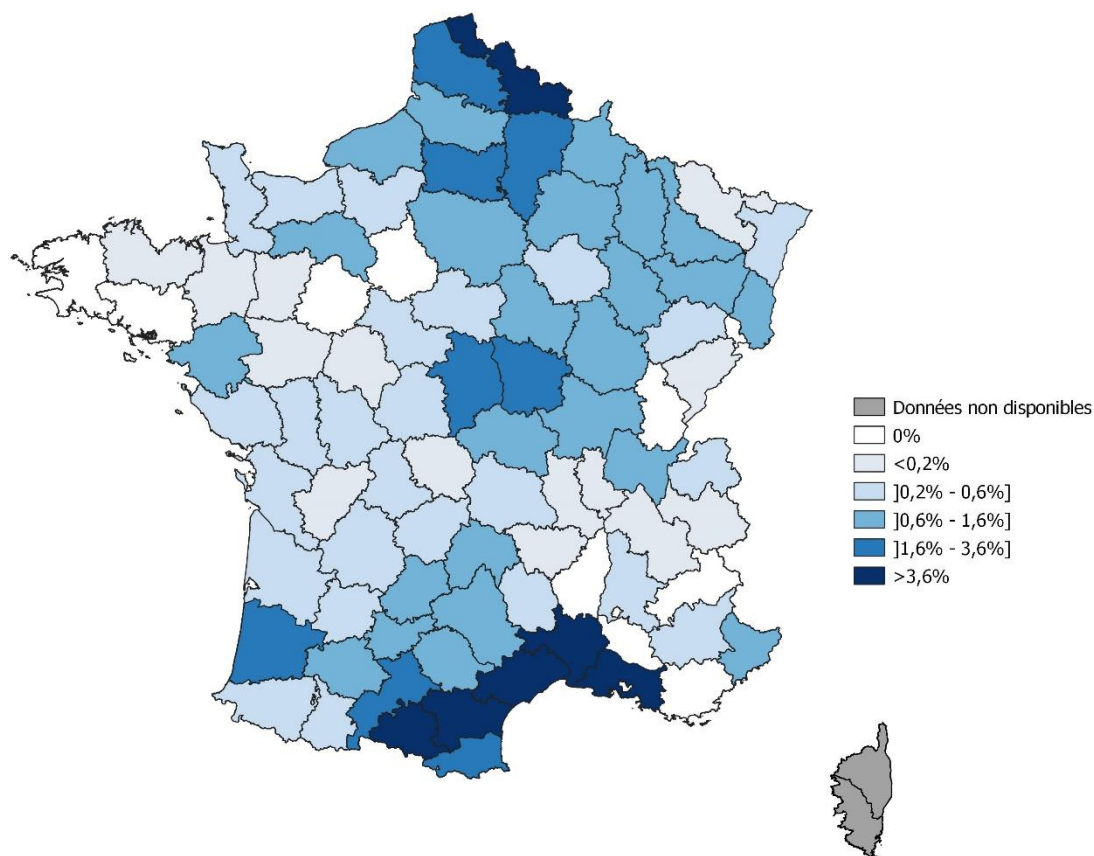 Données non disponibles
0%
<0,2%
]0,2% - 0,6%]
]0,6% - 1,6%]
]1,6% - 3,6%]
>3,6%